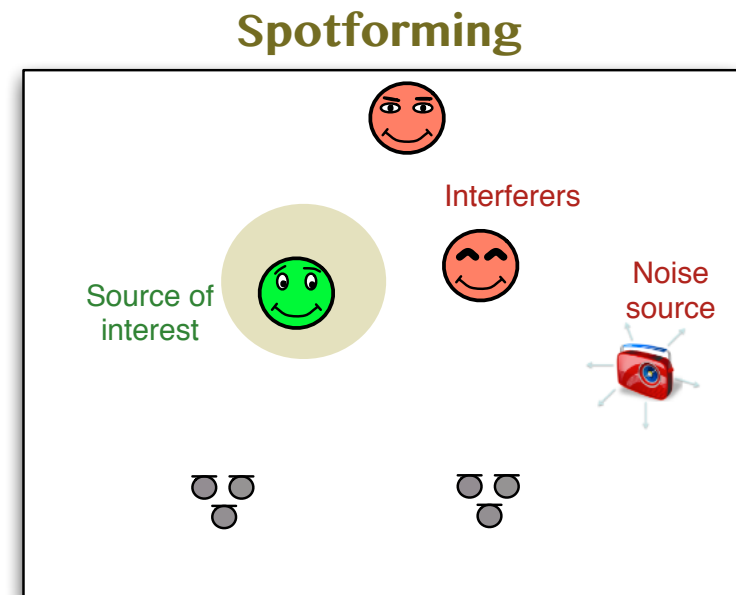 Spotforming
Interferers
Noise
source
Source of
interest